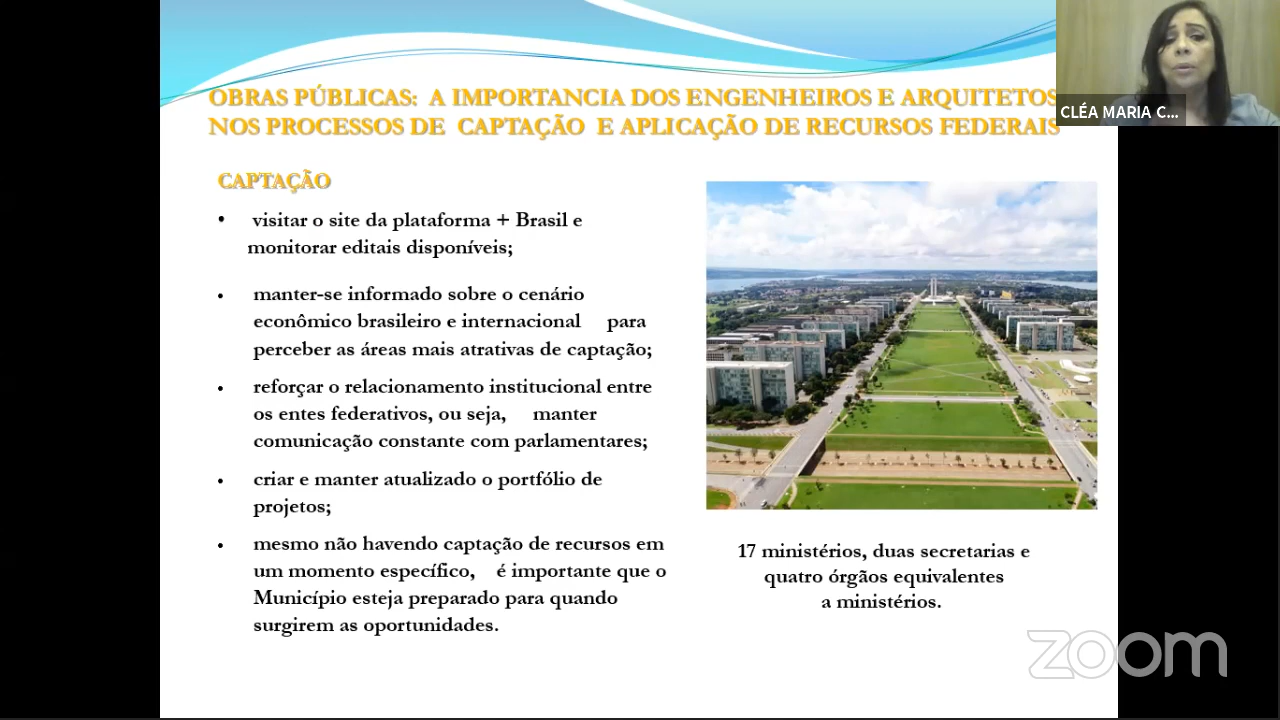 OBRAS PÚBLICAS: A IMPORTANCIA DOS ENGENHEIROS E ARQUITETOS
NOS PROCESSOS DE CAPTAÇÃO E APLICAÇÃO DE RECURSOS FEDERAIS
CLÉA MARIA C...
CAPTAÇÃO
• visitar o site da plataforma + Brasil e
monitorar editais disponíveis;
• manter-se informado sobre o cenário
econômico brasileiro e internacional para
perceber as áreas mais atrativas de captação;
• reforçar o relacionamento institucional entre
os entes federativos, ou seja, manter
comunicação constante com parlamentares;
• criar e manter atualizado o portfólio de
projetos;
• mesmo não havendo captação de recursos em
um momento específico, é importante que o
Município esteja preparado para quando
surgirem as oportunidades.
17 ministérios, duas secretarias e
quatro órgãos equivalentes
a ministérios.
zoom